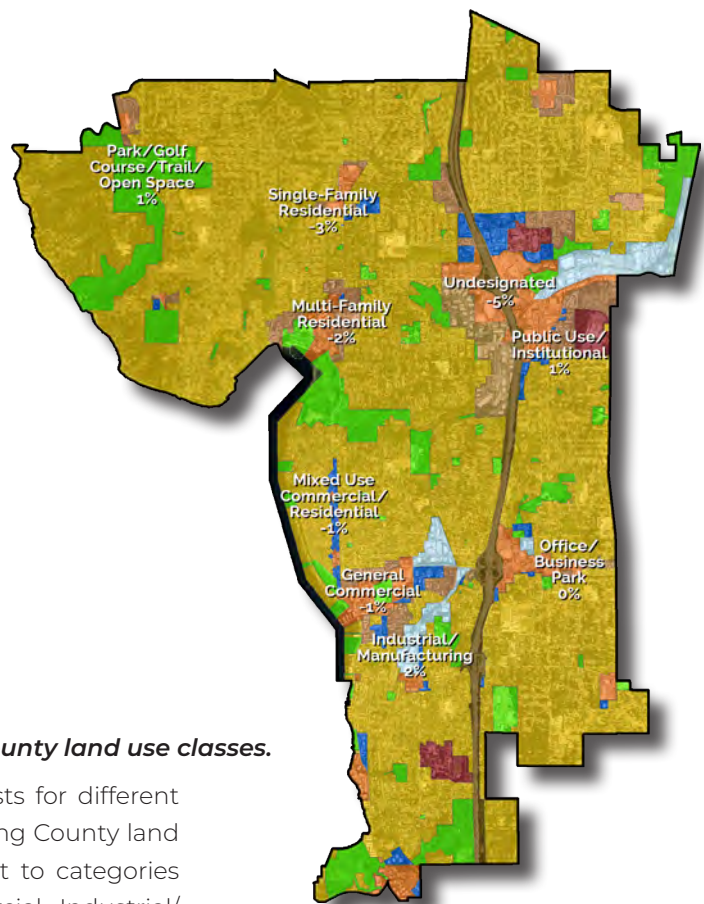 Park/Golf
Course/Trail/
Open Space
1%
Single-Family
Residential
-3%
Undesignated
-5%
Multi-Family
Residential
-2%
Public Use/
Institutional
1%
Mixed Use
Commercial/
Residential
-1%
Office/
Business
Park
0%
General
Commercial
-1%
Industrial/
Manufacturing
2%
unty land use classes.
sts for different
ng County land
t to categories